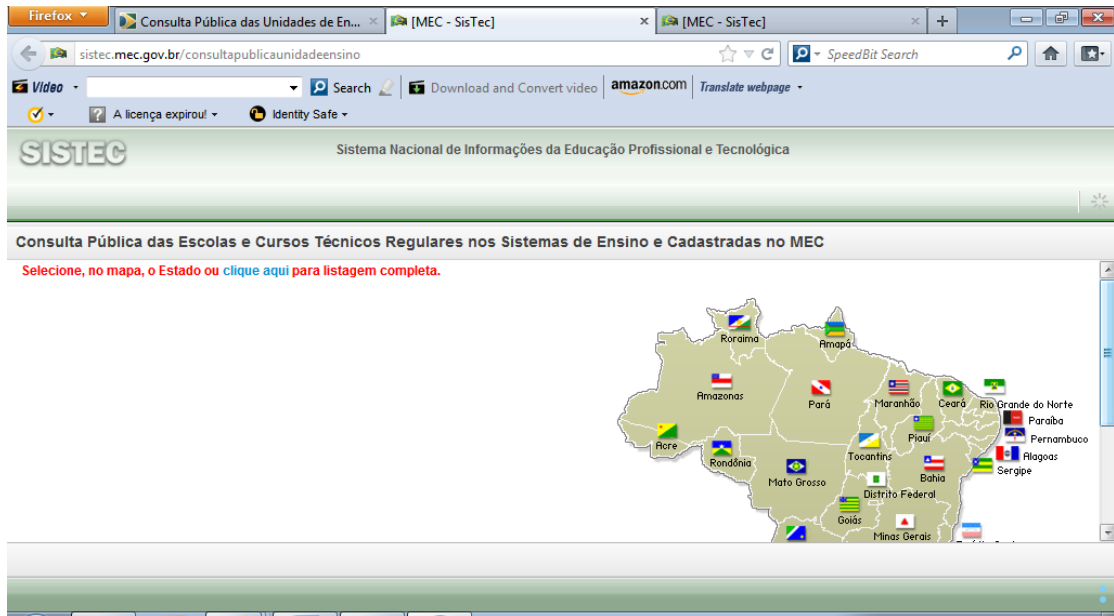 Firefox
Consulta Pública das Unidades de En...
[MEC - SisTec]
[MEC - SisTec]
sistec.mec.gov.br/consultapublicaunidadeensino
SpeedBit Search
Video
Search
Download and Convert video
amazon.com
Translate webpage
A licença expirou!
Identity Safe
SISTEC
Sistema Nacional de Informações da Educação Profissional e Tecnológica
Consulta Pública das Escolas e Cursos Técnicos Regulares nos Sistemas de Ensino e Cadastradas no MEC
Selecione, no mapa, o Estado ou clique aqui para listagem completa.
Roraima
Amapá
Amazonas
Pará
Maranhão
Ceará
Rio Grande do Norte
Paraíba
Pernambuco
Acre
Piauí
Alagoas
Rondônia
Tocantins
Sergipe
Mato Grosso
Bahia
Distrito Federal
Goiás
Minas Gerais